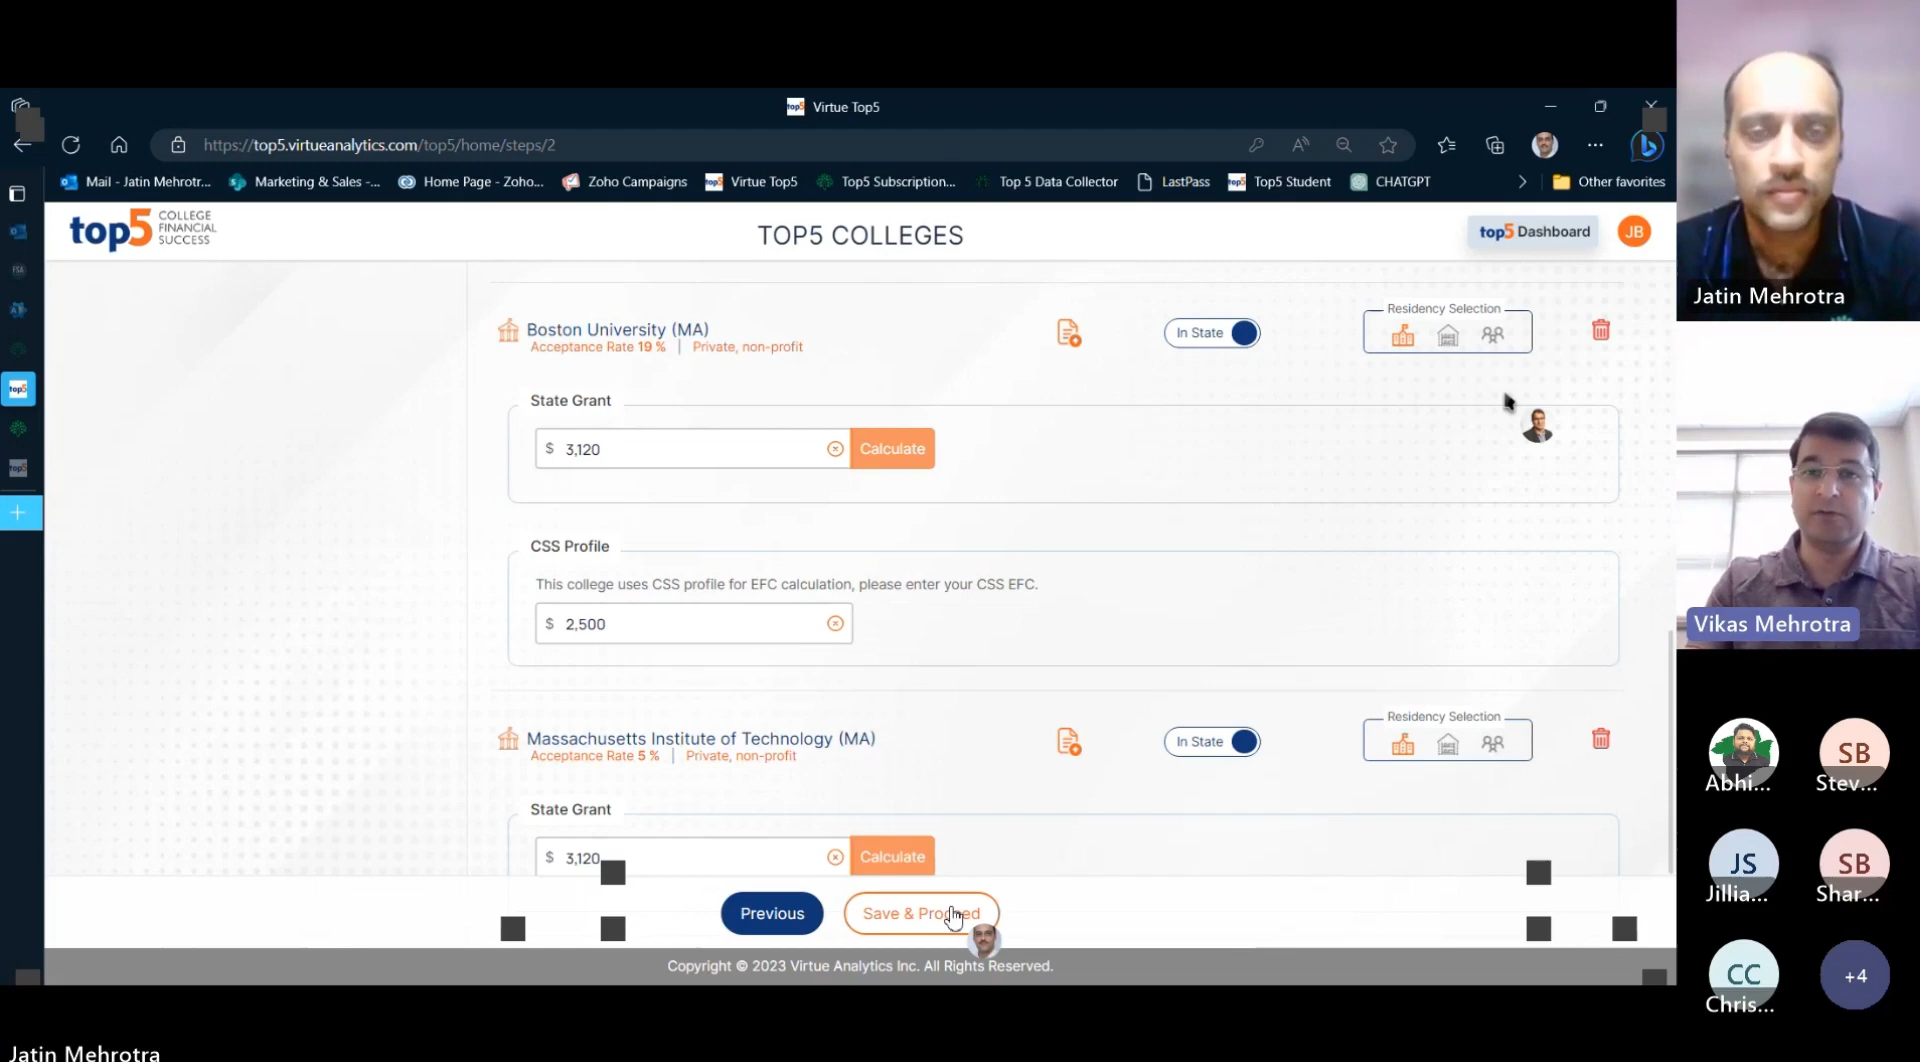 Virtue Top5
https://top5.virtueanalytics.com/top5/home/steps/2
Mail - Jatin Mehrotr...
Marketing & Sales -...
Home Page - Zoho...
Zoho Campaigns
Virtue Top5
Top5 Subscription...
Top 5 Data Collector
LastPass
Top5 Student
CHATGPT
Other favorites
top5 COLLEGE FINANCIAL SUCCESS
TOP5 COLLEGES
top5 Dashboard
JB
Boston University (MA)
Acceptance Rate 19 % | Private, non-profit
In State
Residency Selection
State Grant
$ 3,120
Calculate
CSS Profile
This college uses CSS profile for EFC calculation, please enter your CSS EFC.
$ 2,500
Massachusetts Institute of Technology (MA)
Acceptance Rate 5 % | Private, non-profit
In State
Residency Selection
State Grant
$ 3,120
Calculate
Previous
Save & Proceed
Copyright © 2023 Virtue Analytics Inc. All Rights Reserved.
Jatin Mehrotra
Vikas Mehrotra
Abhi...
SB
Stev...
JS
Jillia...
SB
Shar...
CC
Chris...
+4
Jatin Mehrotra